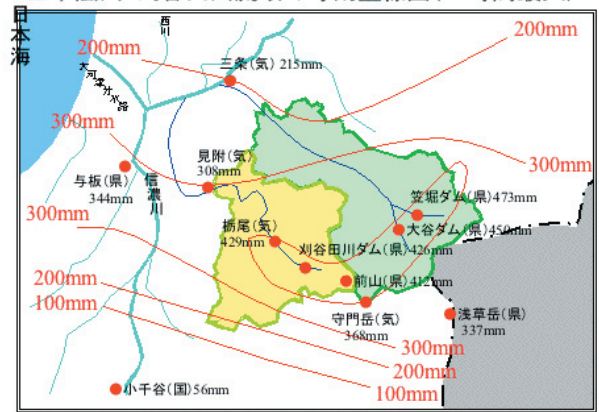 日本海
西川
大河津分水路
200mm
200mm
三条(気) 215mm
300mm
見附(気)
308mm
300mm
与板(県)
344mm
信濃川
笠堀ダム(県)473mm
大谷ダム(県)450mm
300mm
栃尾(気)
429mm
刈谷田川ダム(県)426mm
前山(県)412mm
200mm
100mm
守門岳(気)
368mm
浅草岳(県)
337mm
300mm
200mm
100mm
小千谷(国)56mm